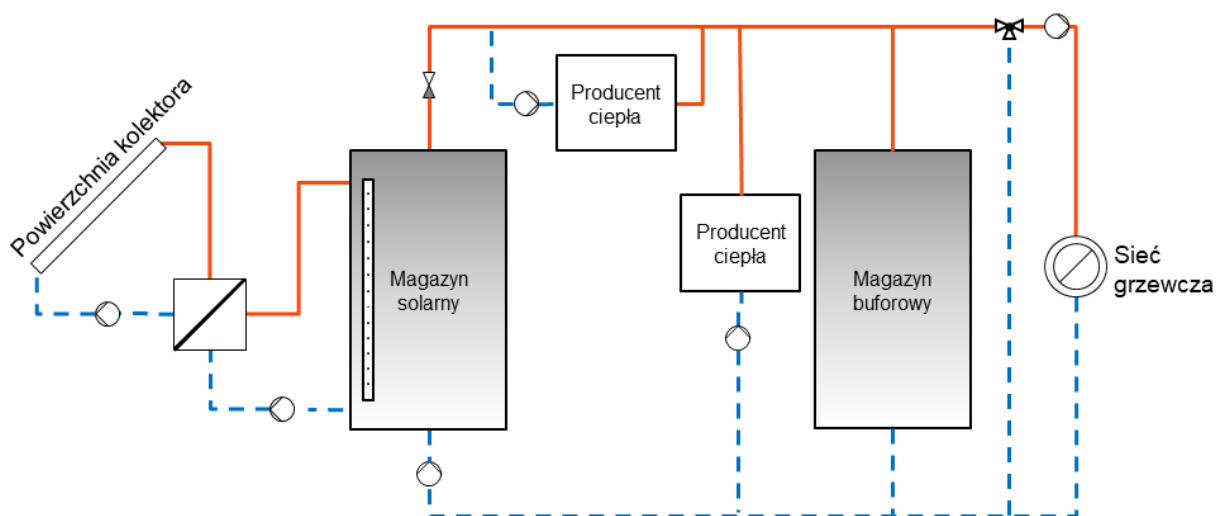 Powierzchnia kolektora
Producent
ciepła
Magazyn
solarny
Producent
ciepła
Magazyn
buforowy
Sieć
grzewcza